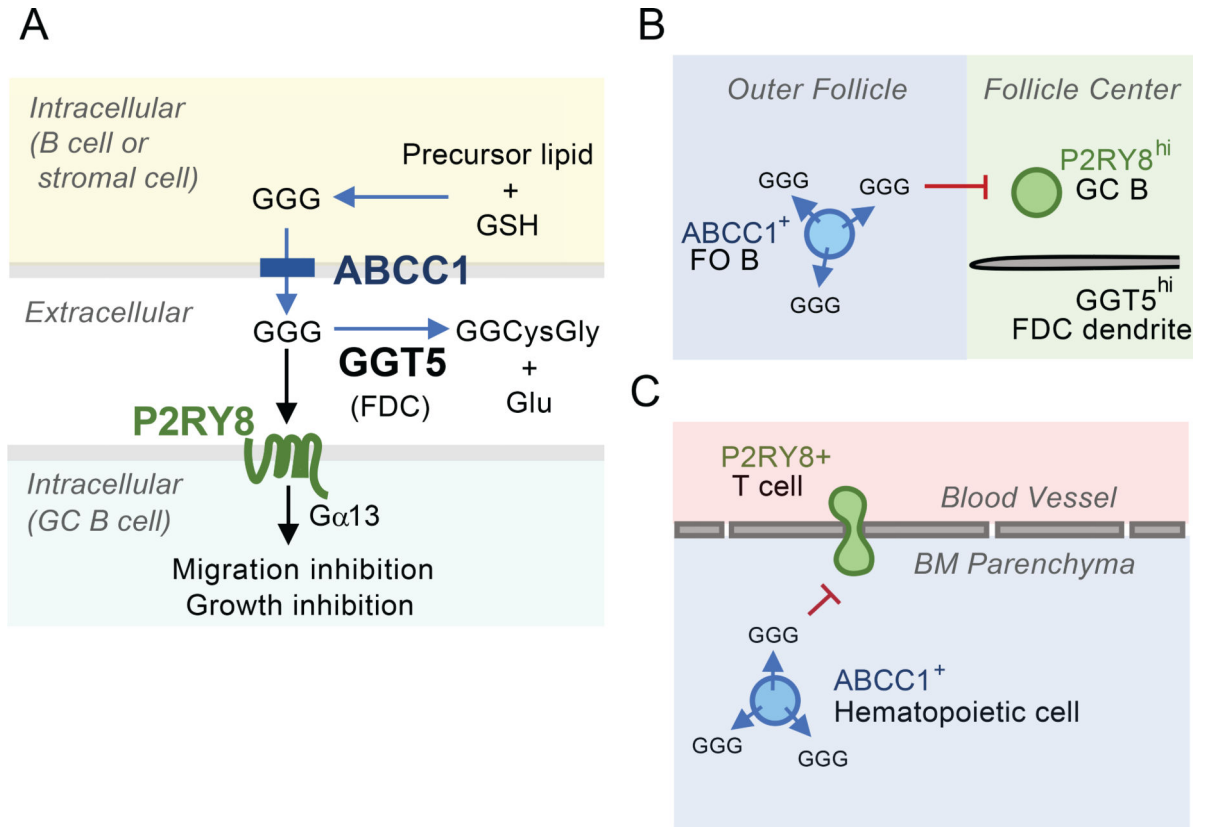 A
Intracellular
(B cell or
stromal cell)
Precursor lipid
+
GSH
GGG
ABCC1
Extracellular
GGG
GGCysGly
+
Glu
GGT5
(FDC)
P2RY8
Intracellular
(GC B cell)
Gα13
Migration inhibition
Growth inhibition
B
Outer Follicle
Follicle Center
GGG
GGG
P2RY8hi
GC B
ABCC1+
FO B
GGG
GGT5hi
FDC dendrite
C
P2RY8+
T cell
Blood Vessel
BM Parenchyma
GGG
ABCC1+
Hematopoietic cell
GGG
GGG